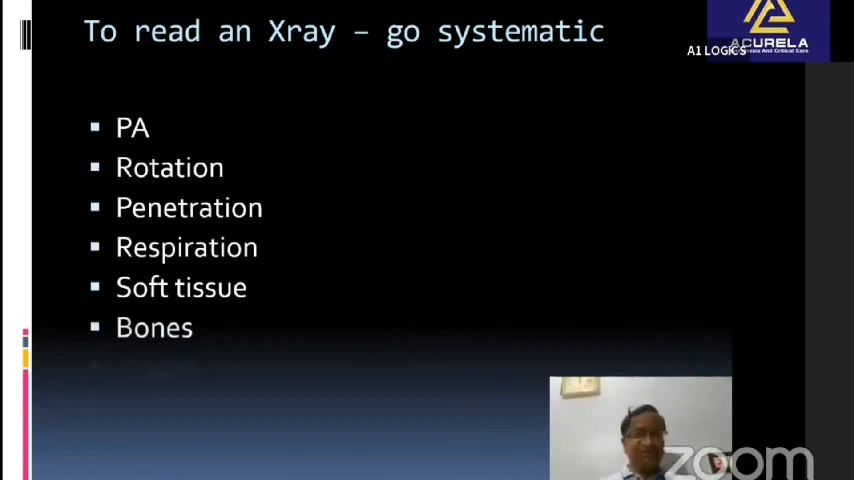 To read an Xray – go systematic
ACURELA
A1 LOGICS
PA
Rotation
Penetration
Respiration
Soft tissue
Bones
zoom